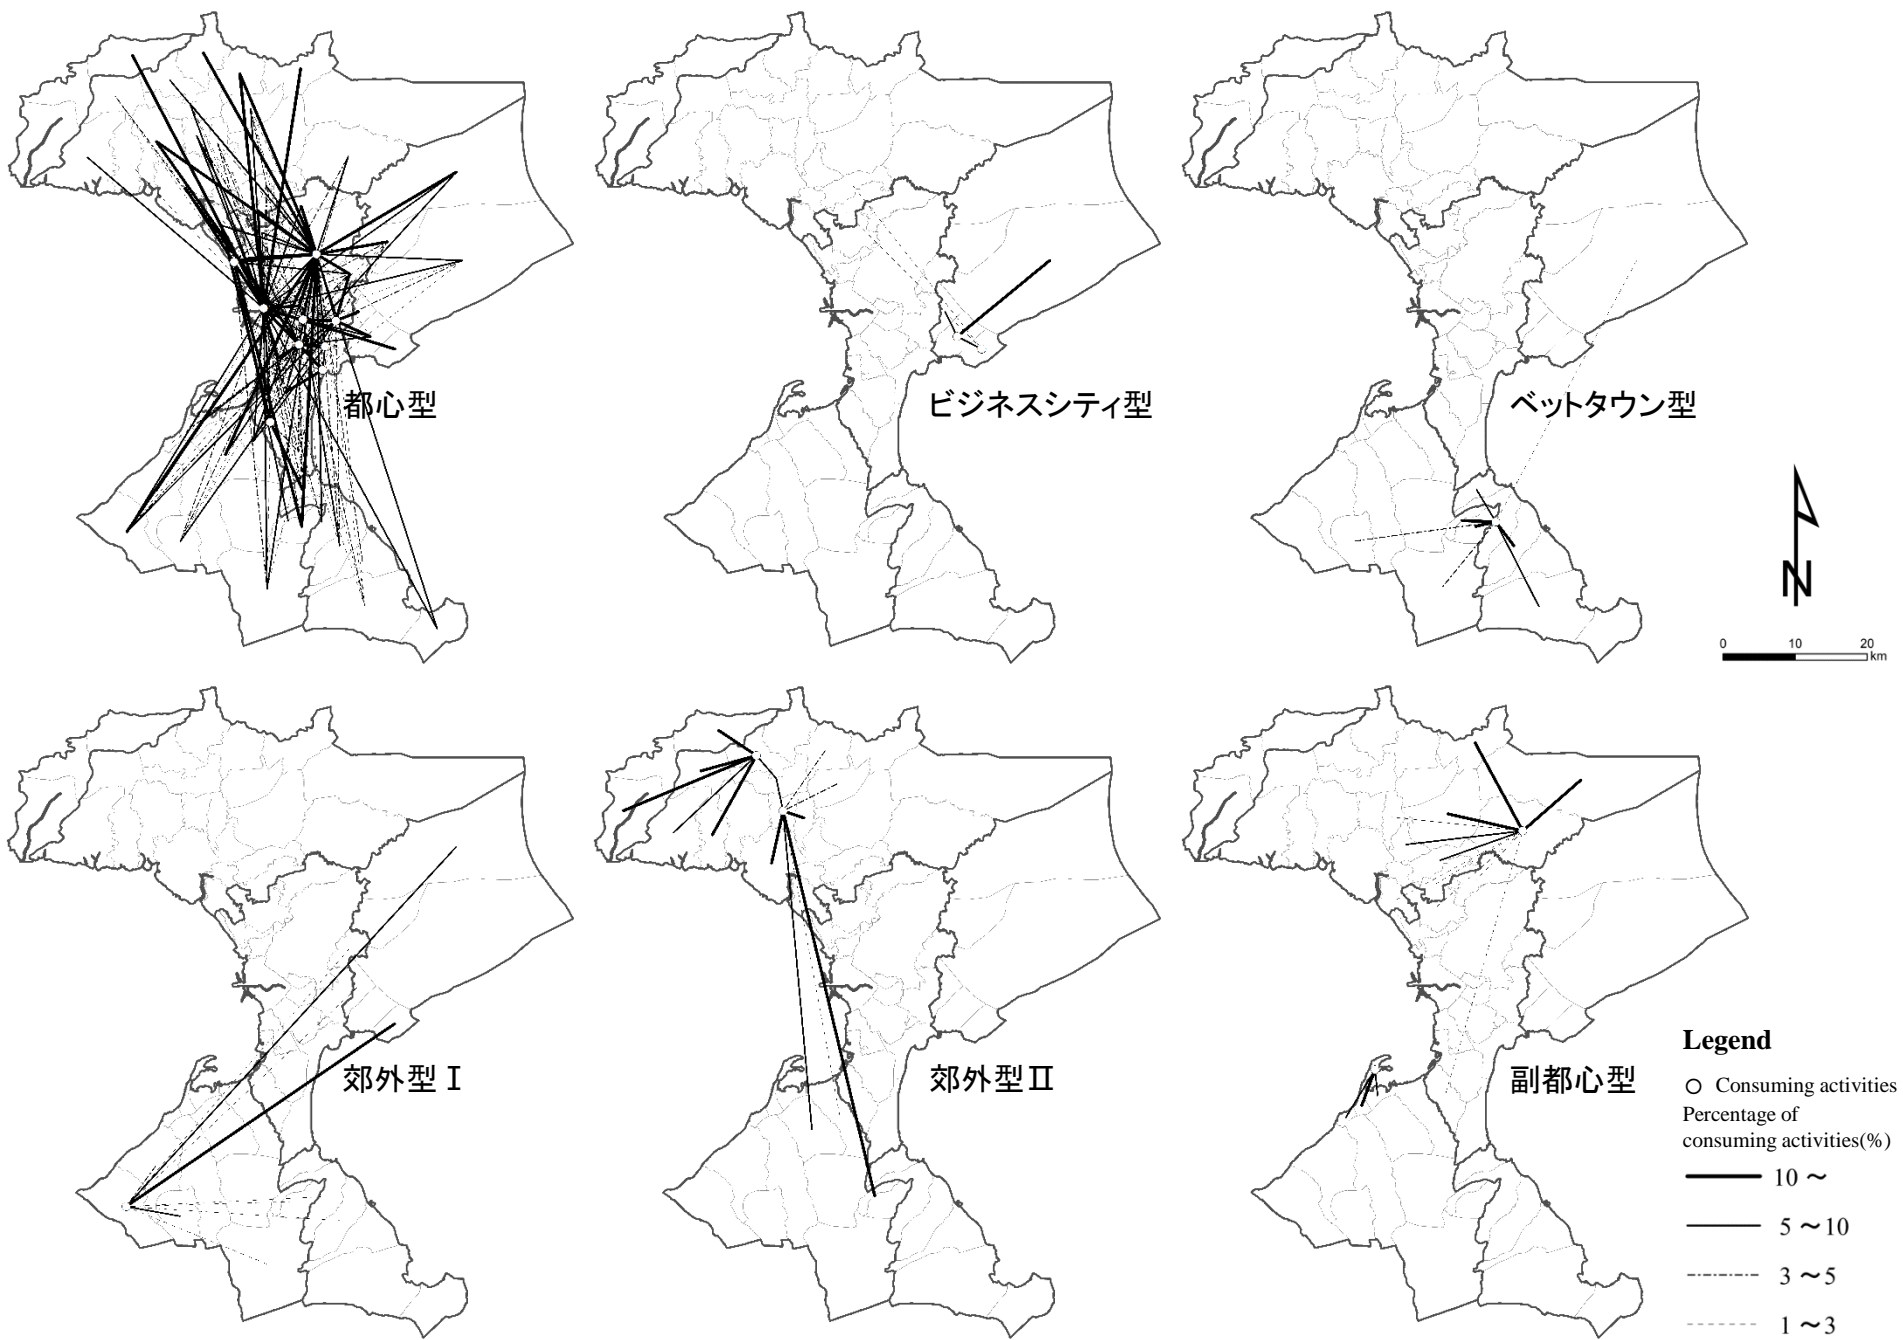 都心型
ビジネスシティ型
ベットタウン型
N
0 10 20
km
郊外型Ⅰ
郊外型Ⅱ
副都心型
Legend
Consuming activities
Percentage of
consuming activities(%)
10～
5～10
3～5
1～3